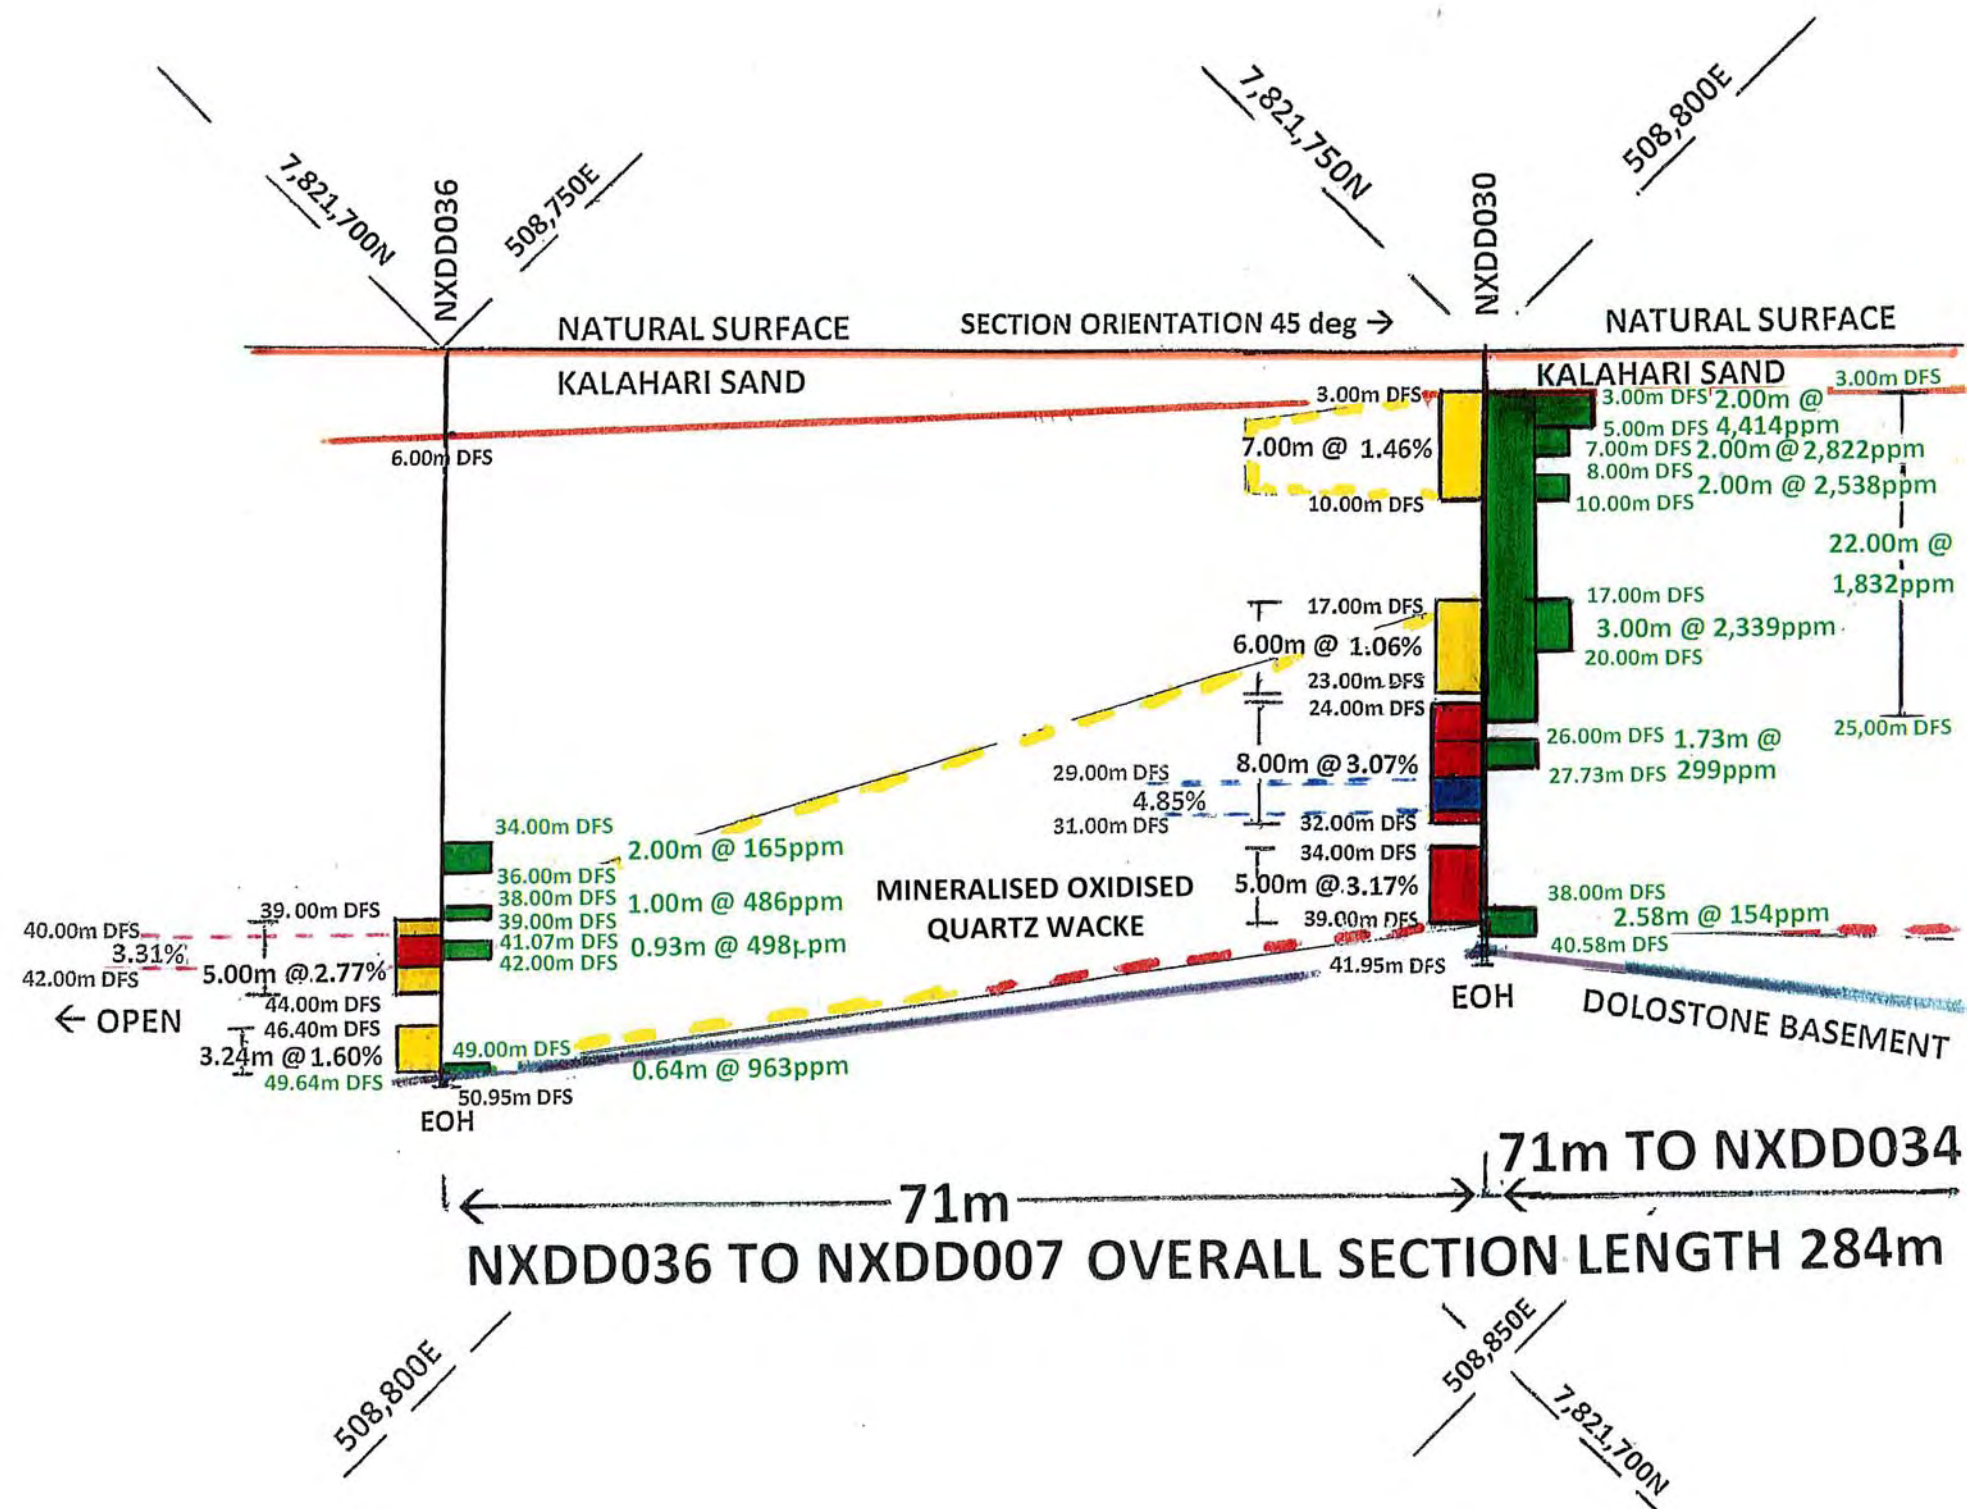 7,821,700N
NXDD036
508,750E
7,821,750N
NXDD030
508,800E
NATURAL SURFACE
SECTION ORIENTATION 45 deg →
NATURAL SURFACE
KALAHARI SAND
KALAHARI SAND
6.00m DFS
3.00m DFS
7.00m @ 1.46%
10.00m DFS
3.00m DFS
3.00m DFS 2.00m @
5.00m DFS 4,414ppm
7.00m DFS 2.00m @ 2,822ppm
8.00m DFS
2.00m @ 2,538ppm
10.00m DFS
22.00m @
1,832ppm
17.00m DFS
6.00m @ 1.06%
23.00m DFS
17.00m DFS
3.00m @ 2,339ppm
20.00m DFS
24.00m DFS
8.00m @ 3.07%
32.00m DFS
29.00m DFS
4.85%
31.00m DFS
25,00m DFS
26.00m DFS 1.73m @
27.73m DFS 299ppm
34.00m DFS
5.00m @ 3.17%
39.00m DFS
38.00m DFS
2.58m @ 154ppm
40.58m DFS
34.00m DFS
2.00m @ 165ppm
36.00m DFS
38.00m DFS
1.00m @ 486ppm
39.00m DFS
41.07m DFS
0.93m @ 498ppm
42.00m DFS
MINERALISED OXIDISED
QUARTZ WACKE
39.00m DFS
40.00m DFS
3.31%
42.00m DFS
5.00m @ 2.77%
44.00m DFS
← OPEN
46.40m DFS
3.24m @ 1.60%
49.64m DFS
49.00m DFS
0.64m @ 963ppm
50.95m DFS
EOH
41.95m DFS
EOH
DOLOSTONE BASEMENT
71m TO NXDD034
71m
NXDD036 TO NXDD007 OVERALL SECTION LENGTH 284m
508,800E
508,850E
7,821,700N